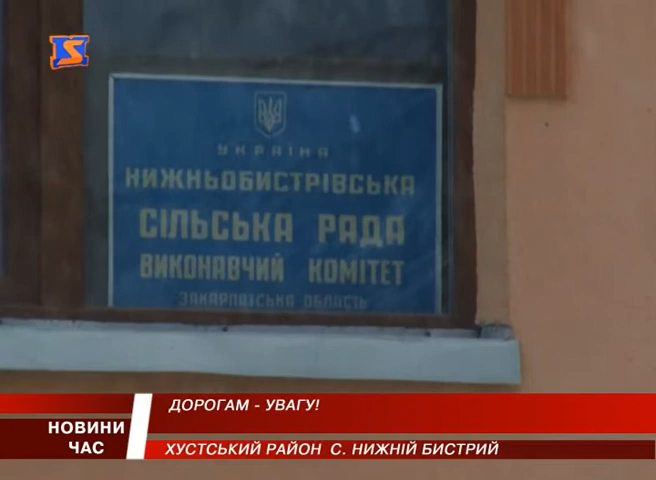 УКРАЇНА
НИЖНЬОБИСТРІВСЬКА
СІЛЬСЬКА РАДА
ВИКОНАВЧИЙ КОМІТЕТ
ЗАКАРПАТСЬКА ОБЛАСТЬ
ДОРОГАМ - УВАГУ!
НОВИНИ
ЧАС
ХУСТСЬКИЙ РАЙОН С. НИЖНІЙ БИСТРИЙ